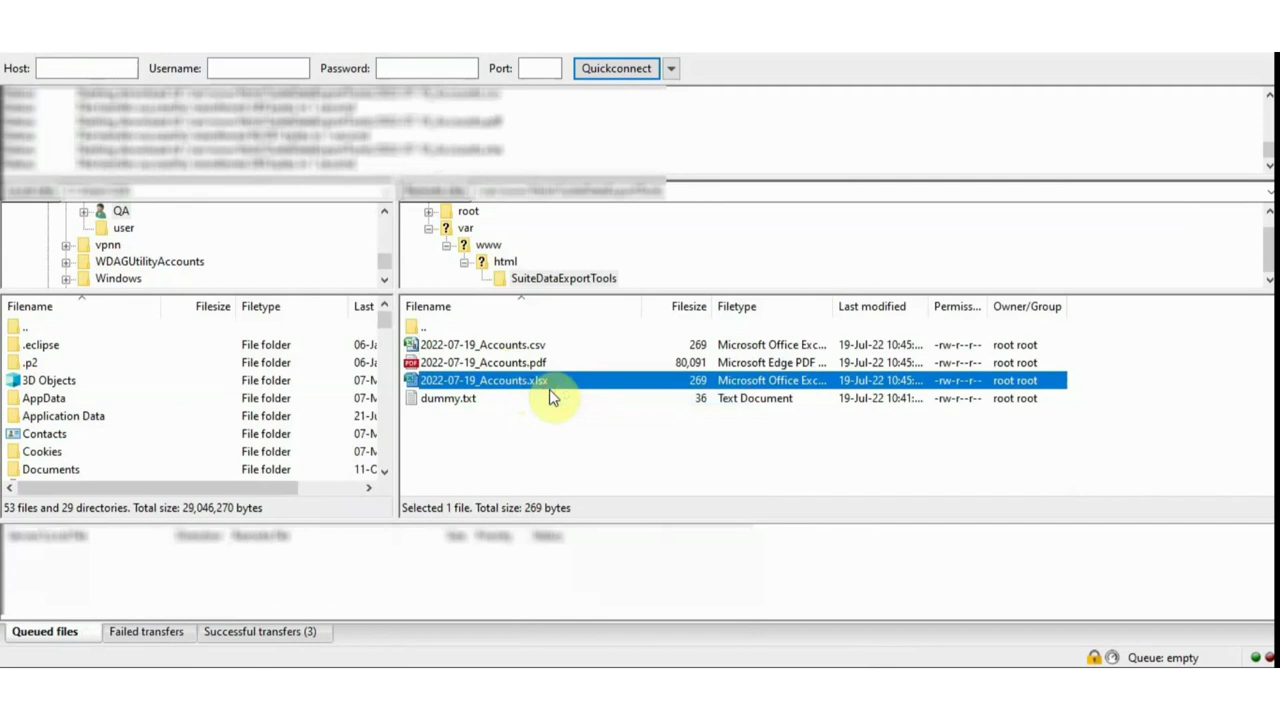 Host: Username: Password: Port: Quickconnect
QA
user
vpnn
WDAGUtilityAccounts
Windows
root
var
www
html
SuiteDataExportTools
Filename Filesize Filetype Last
..
.eclipse 06-Ja
.p2 File folder 06-Ja
3D Objects File folder 07-M
AppData File folder 07-M
Application Data File folder 21-Ju
Contacts File folder 07-M
Cookies File folder 07-M
Documents File folder 11-O
53 files and 29 directories. Total size: 29,046,270 bytes
Filename Filesize Filetype Last modified Permiss... Owner/Group
..
2022-07-19_Accounts.csv 269 Microsoft Office Exc... 19-Jul-22 10:45:... -rw-r--r-- root root
2022-07-19_Accounts.pdf 80,091 Microsoft Edge PDF ... 19-Jul-22 10:45:... -rw-r--r-- root root
2022-07-19_Accounts.xlsx 269 Microsoft Office Exc... 19-Jul-22 10:45:... -rw-r--r-- root root
dummy.txt 36 Text Document 19-Jul-22 10:41:... -rw-r--r-- root root
Selected 1 file. Total size: 269 bytes
Queued files Failed transfers Successful transfers (3)
Queue: empty